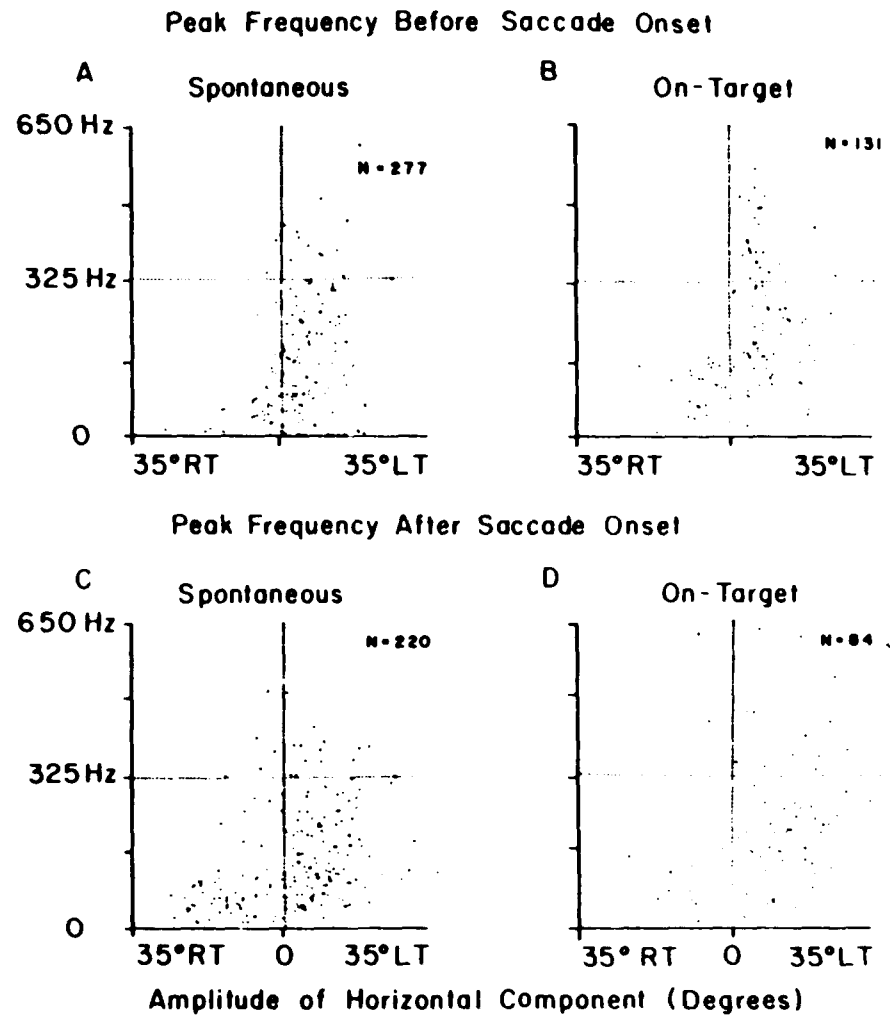 Peak Frequency Before Saccade Onset
A
Spontaneous
650 Hz
N=277
325 Hz
0
35°RT
35°LT
B
On-Target
N=131
35°RT
35°LT
Peak Frequency After Saccade Onset
C
Spontaneous
650 Hz
N=220
325 Hz
0
35°RT
0
35°LT
D
On-Target
N=84
35°RT
0
35°LT
Amplitude of Horizontal Component (Degrees)